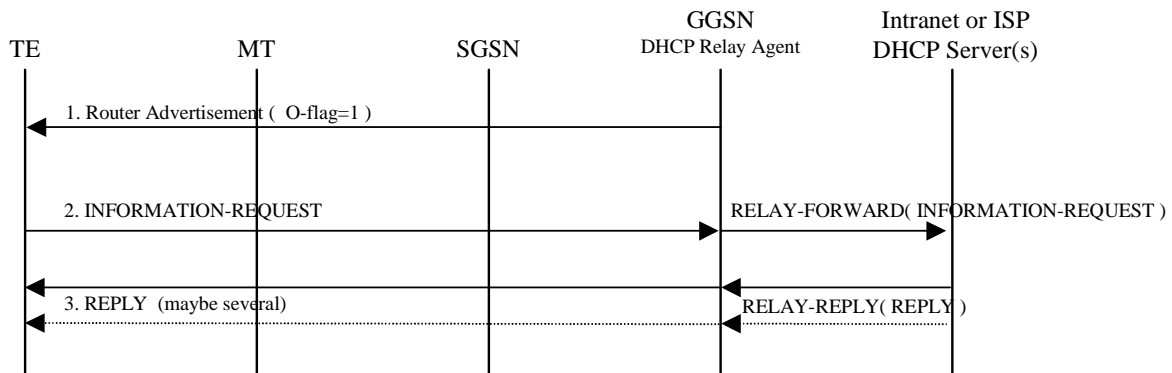 GGSN
Intranet or ISP
TE
MT
SGSN
DHCP Relay Agent
DHCP Server(s)
1. Router Advertisement ( O-flag=1 )
2. INFORMATION-REQUEST
RELAY-FORWARD( INFORMATION-REQUEST )
3. REPLY (maybe several)
RELAY-REPLY( REPLY )